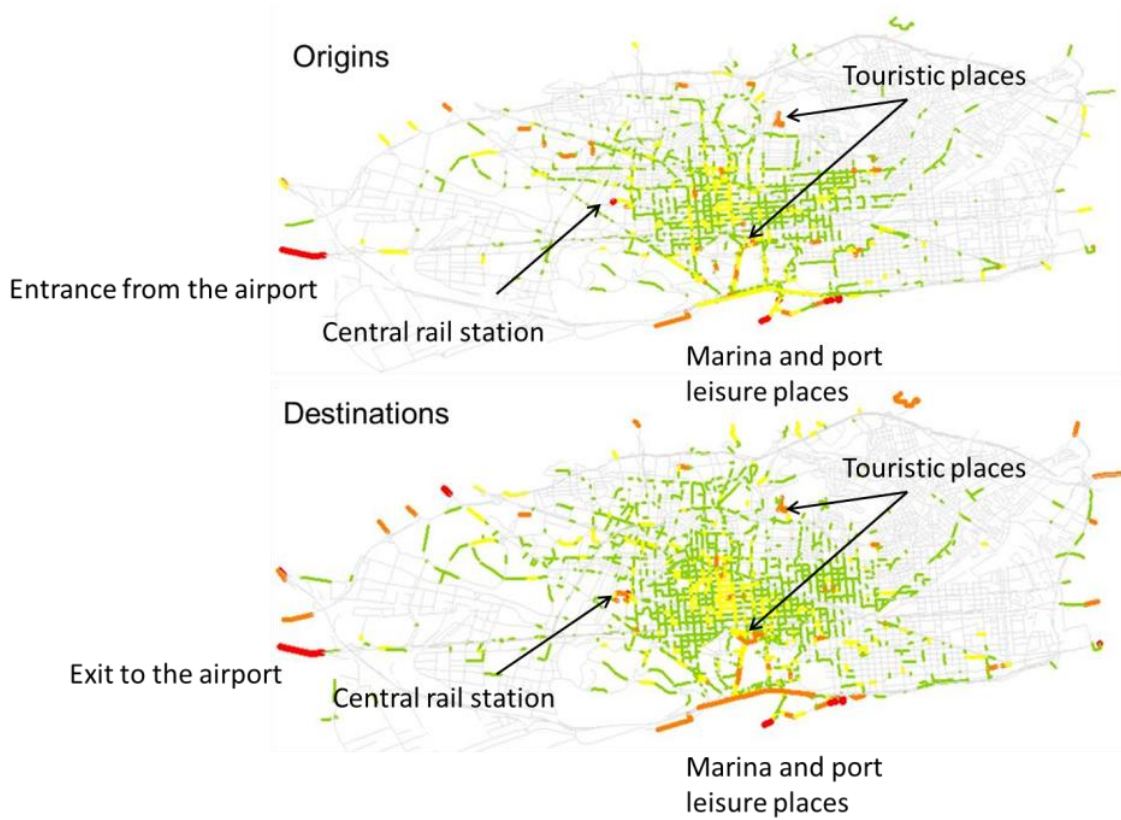 Origins
Touristic places
Entrance from the airport
Central rail station
Marina and port
leisure places
Destinations
Touristic places
Exit to the airport
Central rail station
Marina and port
leisure places